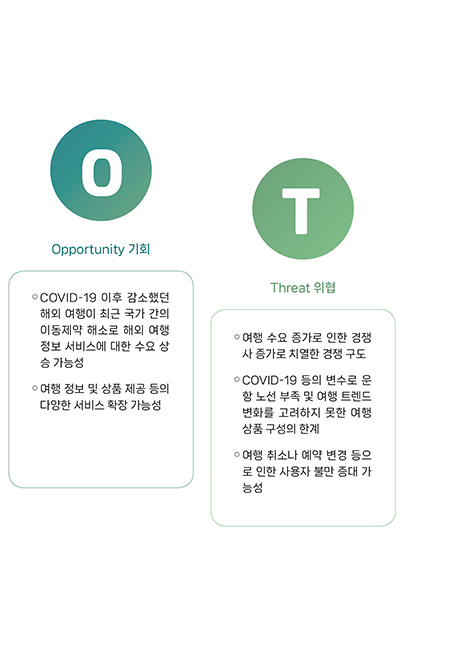 O
Opportunity 기회
○COVID-19 이후 감소했던
해외 여행이 최근 국가 간의
이동제약 해소로 해외 여행
정보 서비스에 대한 수요 상
승 가능성
○여행 정보 및 상품 제공 등의
다양한 서비스 확장 가능성
T
Threat 위협
○여행 수요 증가로 인한 경쟁
사 증가로 치열한 경쟁 구도
○COVID-19 등의 변수로 운
항 노선 부족 및 여행 트렌드
변화를 고려하지 못한 여행
상품 구성의 한계
○여행 취소나 예약 변경 등으
로 인한 사용자 불만 증대 가
능성